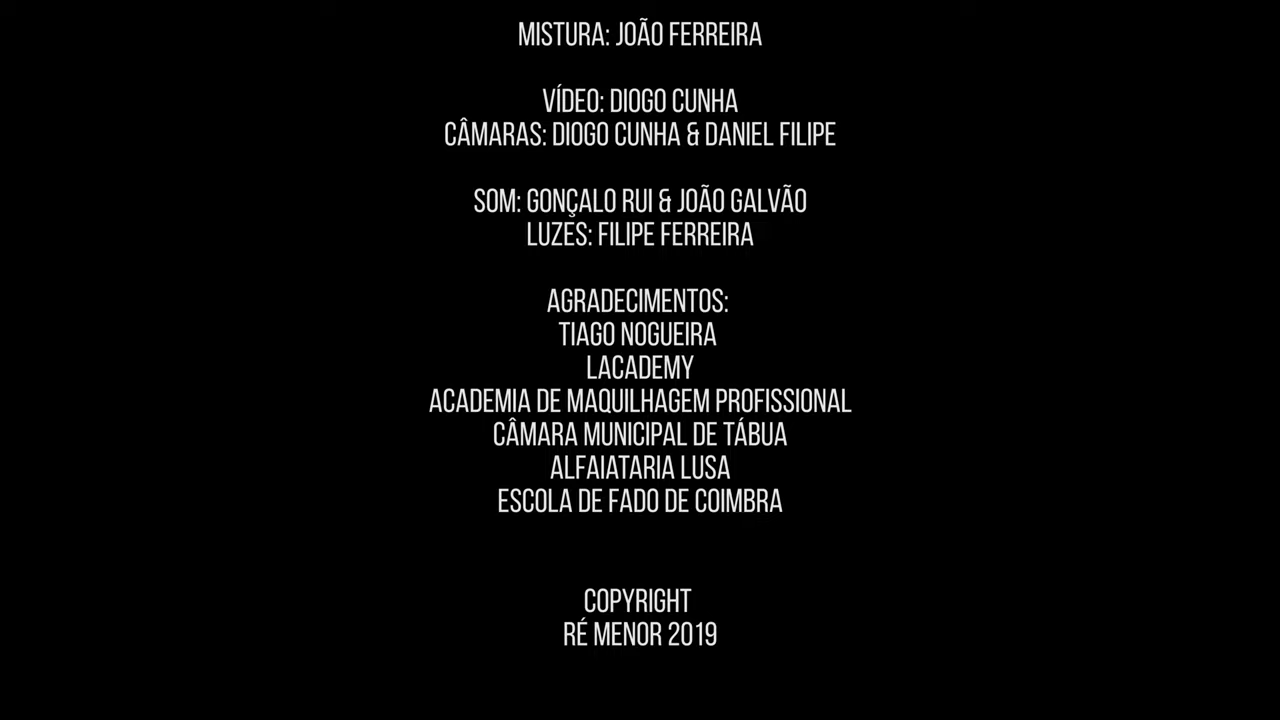 MISTURA: JOÃO FERREIRA
VÍDEO: DIOGO CUNHA
CÂMARAS: DIOGO CUNHA & DANIEL FILIPE
SOM: GONÇALO RUI & JOÃO GALVÃO
LUZES: FILIPE FERREIRA
AGRADECIMENTOS:
TIAGO NOGUEIRA
LACADEMY
ACADEMIA DE MAQUILHAGEM PROFISSIONAL
CÂMARA MUNICIPAL DE TÁBUA
ALFAIATARIA LUSA
ESCOLA DE FADO DE COIMBRA
COPYRIGHT
RÉ MENOR 2019